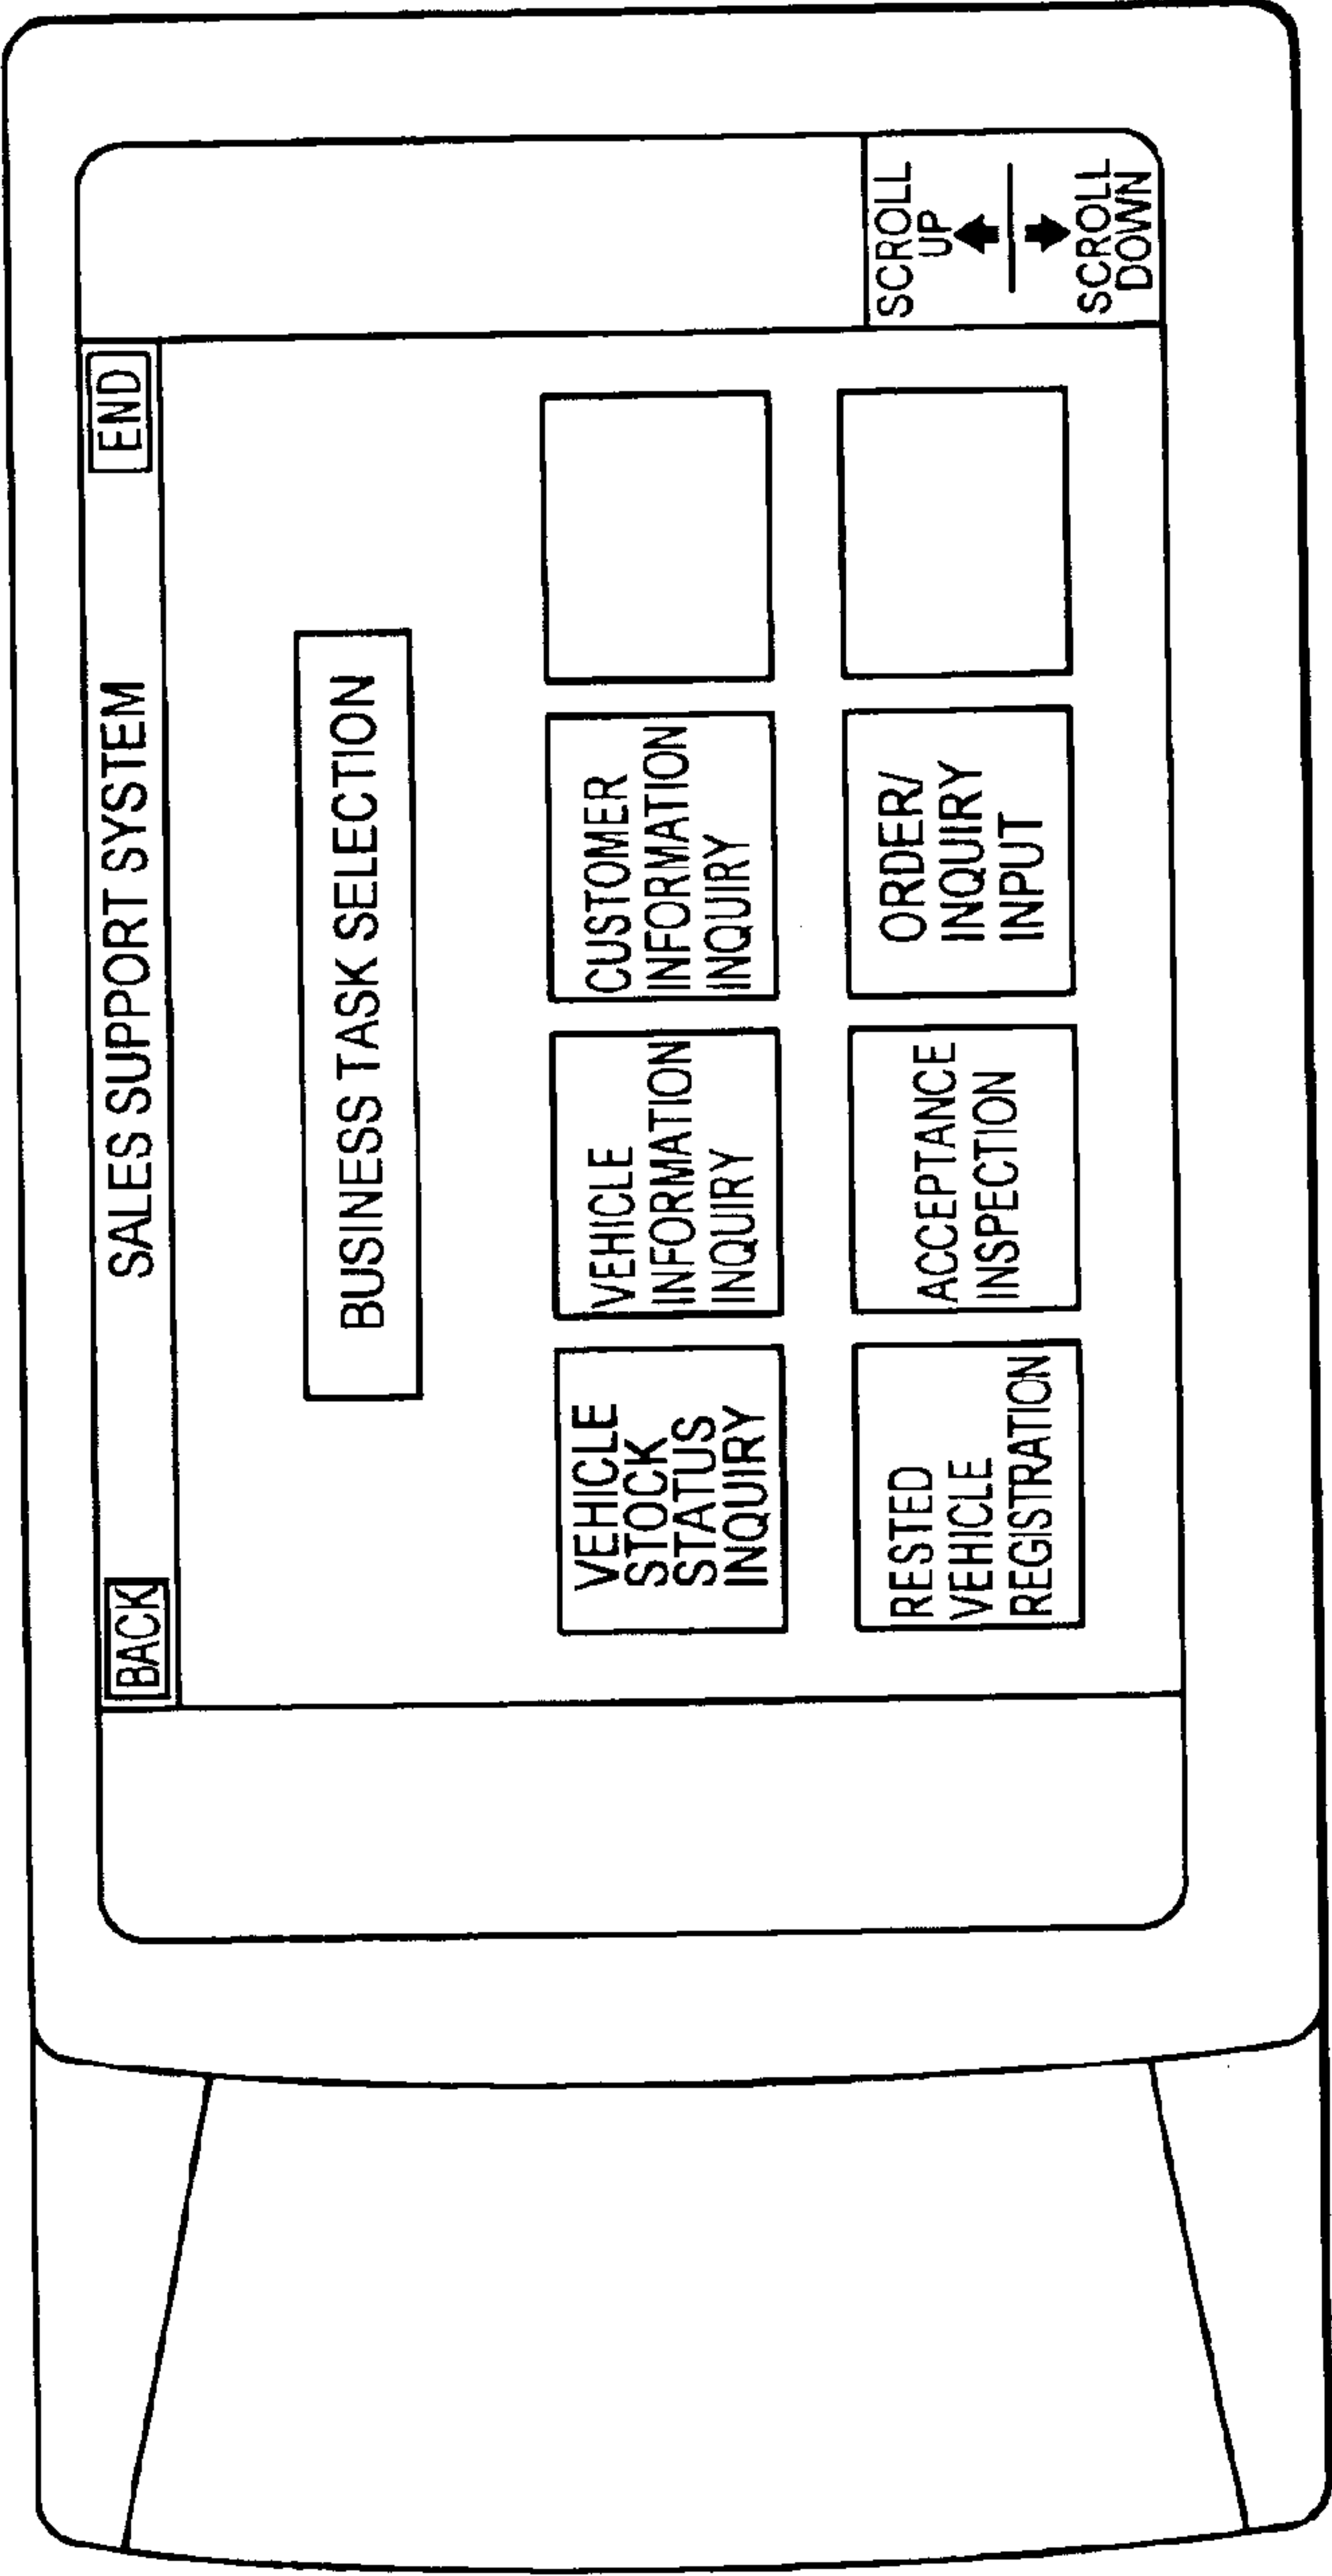 BACK
SALES SUPPORT SYSTEM
END
BUSINESS TASK SELECTION
VEHICLE
STOCK
STATUS
INQUIRY
VEHICLE
INFORMATION
INQUIRY
CUSTOMER
INFORMATION
INQUIRY
RESTED
VEHICLE
REGISTRATION
ACCEPTANCE
INSPECTION
ORDER/
INQUIRY
INPUT
SCROLL
UP
SCROLL
DOWN